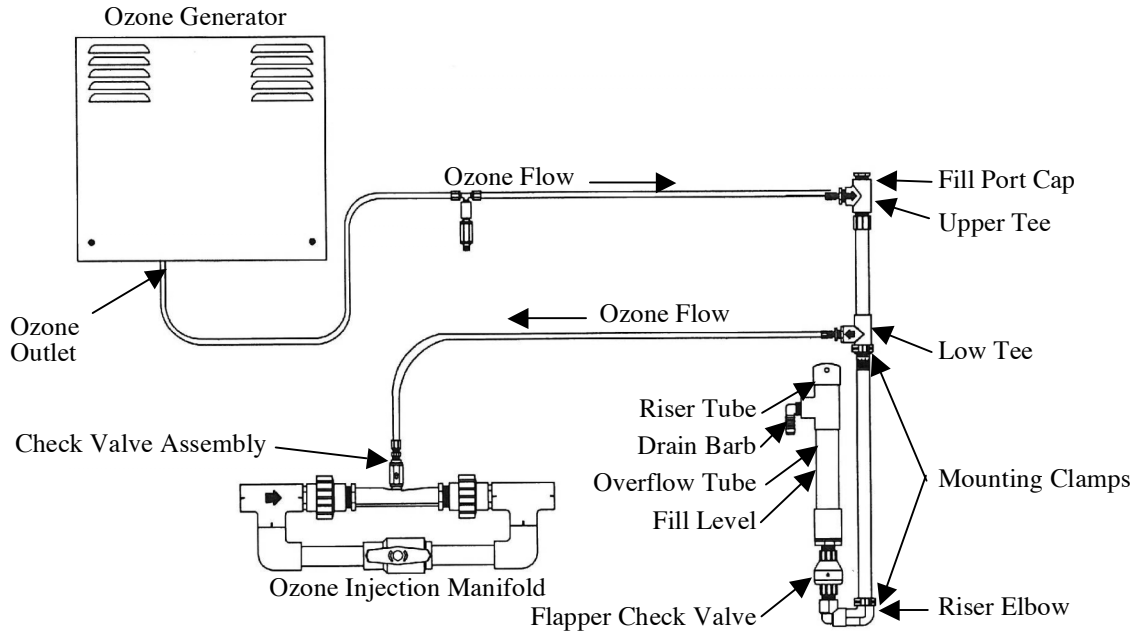 Ozone Generator
Ozone Flow
Fill Port Cap
Upper Tee
Ozone
Outlet
Ozone Flow
Low Tee
Riser Tube
Check Valve Assembly
Drain Barb
Overflow Tube
Mounting Clamps
Fill Level
Ozone Injection Manifold
Flapper Check Valve
Riser Elbow